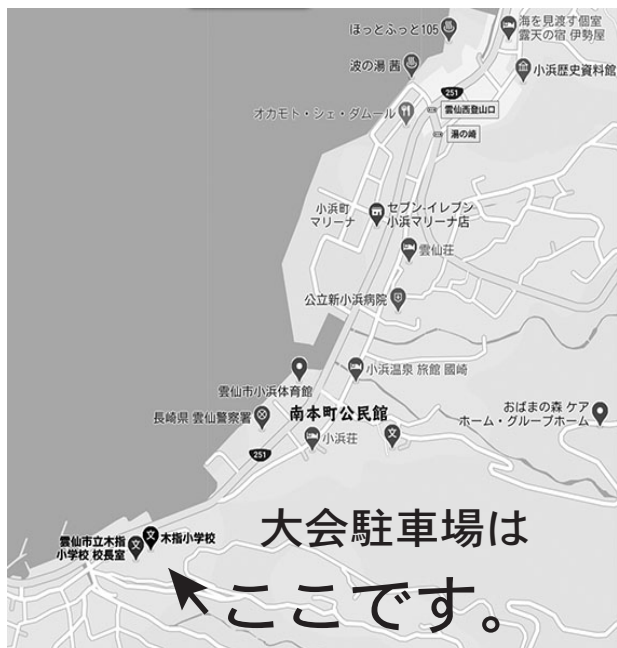 ほっとふっと105
海を見渡す個室
露天の宿 伊勢屋
波の湯 茜
小浜歴史資料館
251
雲仙西登山口
オカモト・シェ・ダムール
湯の崎
小浜町
マリーナ
セブン-イレブン
小浜マリーナ店
雲仙荘
公立新小浜病院
小浜温泉 旅館 國崎
雲仙市小浜体育館
長崎県 雲仙警察署
南本町公民館
小浜荘
文
おばまの森 ケア
ホーム・グループホーム
251
雲仙市立木指
小学校 校長室
文
文
木指小学校
大会駐車場は
ここです。